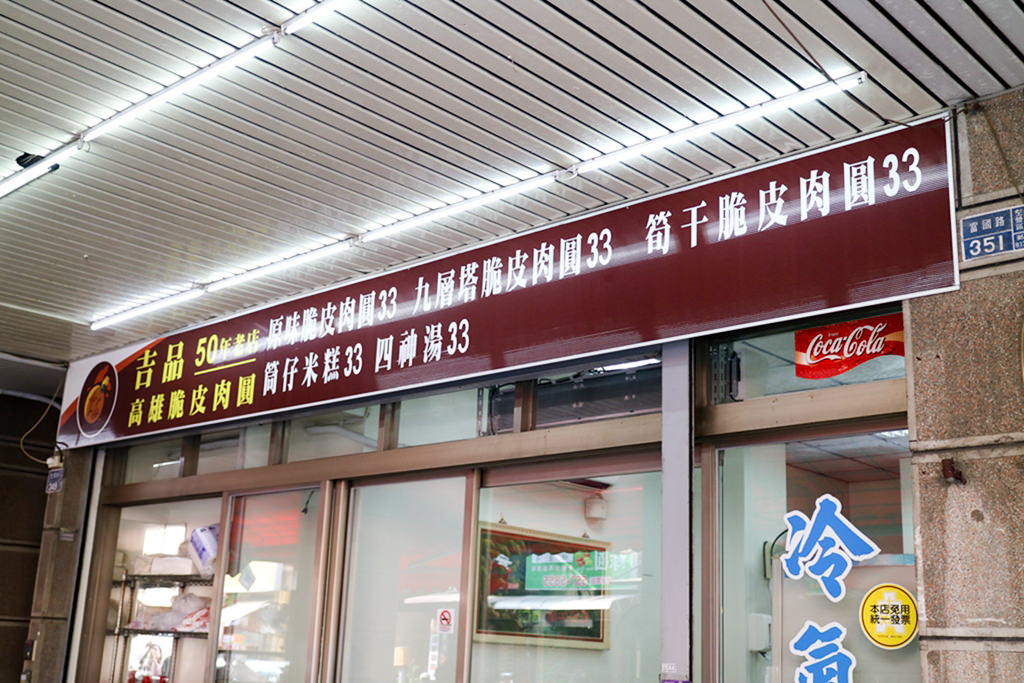 吉品 50年老店 原味脆皮肉圓33 九層塔脆皮肉圓33 筍干脆皮肉圓33
高雄脆皮肉圓 筒仔米糕33 四神湯33
富國路
351
Coca-Cola
冷氣
本店免用
統一發票